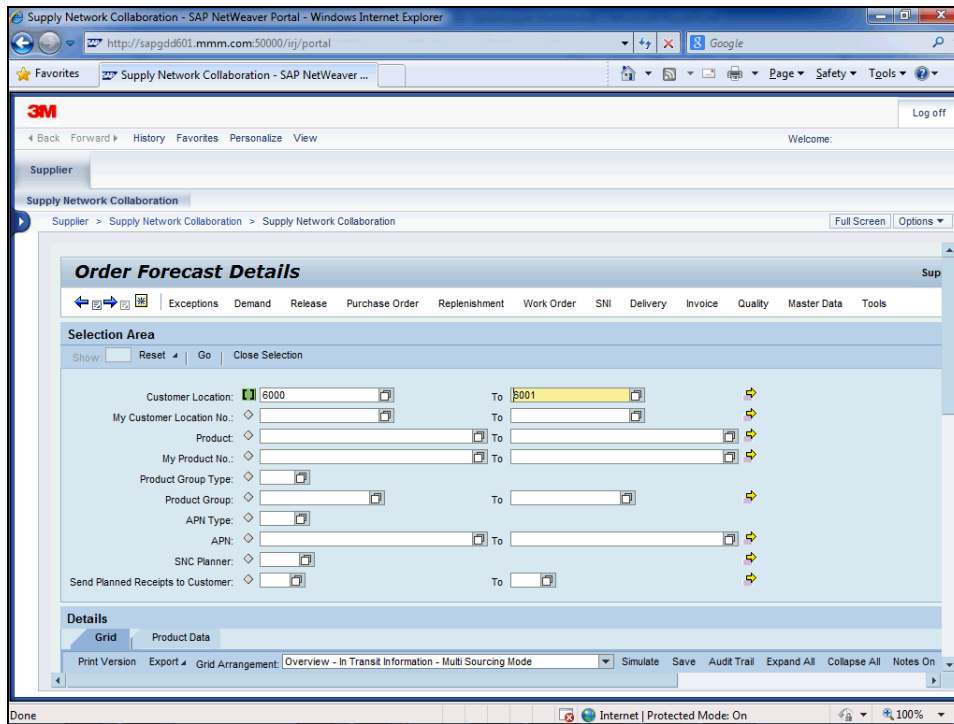 Supply Network Collaboration - SAP NetWeaver Portal - Windows Internet Explorer
http://sapgdd601.mmm.com:50000/irj/portal
Google
Favorites Supply Network Collaboration - SAP NetWeaver ... Page Safety Tools
3M Log off
Back Forward History Favorites Personalize View Welcome:
Supplier
Supply Network Collaboration
Supplier > Supply Network Collaboration > Supply Network Collaboration Full Screen Options
Order Forecast Details Sup
Exceptions Demand Release Purchase Order Replenishment Work Order SNI Delivery Invoice Quality Master Data Tools
Selection Area
Show: Reset Go Close Selection
Customer Location: 6000 To 6001
My Customer Location No.: To
Product: To
My Product No.: To
Product Group Type:
Product Group: To
APN Type:
APN: To
SNC Planner:
Send Planned Receipts to Customer: To
Details
Grid Product Data
Print Version Export Grid Arrangement: Overview - In Transit Information - Multi Sourcing Mode Simulate Save Audit Trail Expand All Collapse All Notes On
Done Internet | Protected Mode: On 100%